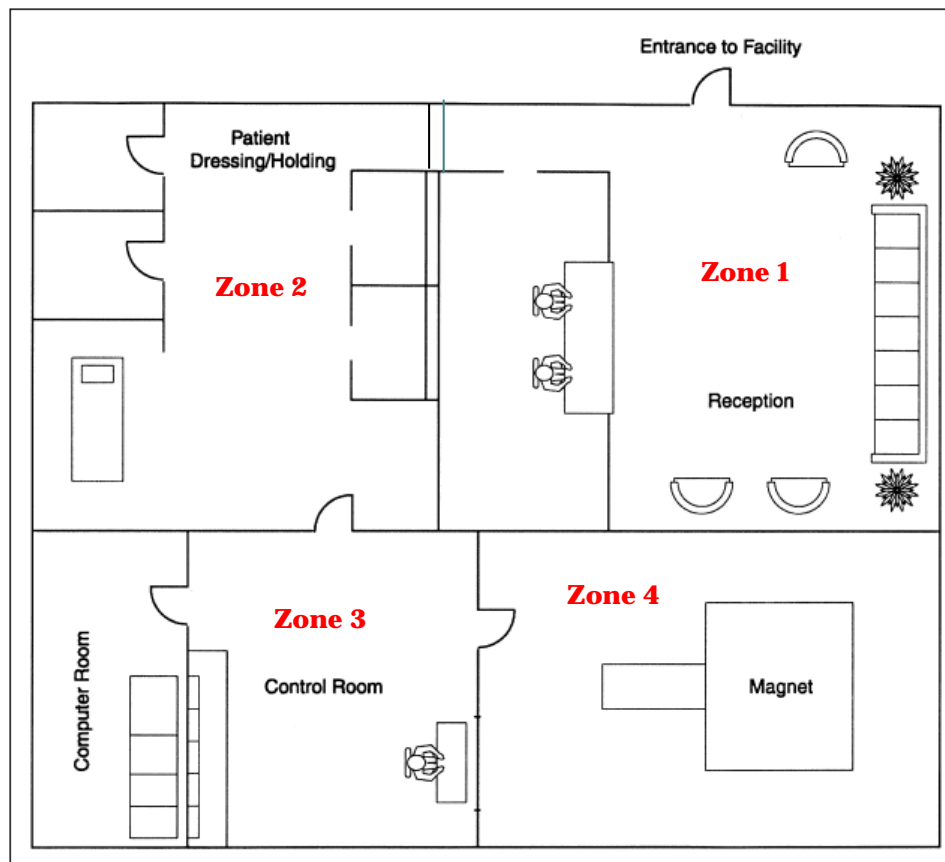 Entrance to Facility
Patient
Dressing/Holding
Zone 2
Zone 1
Reception
Zone 3
Zone 4
Computer Room
Control Room
Magnet